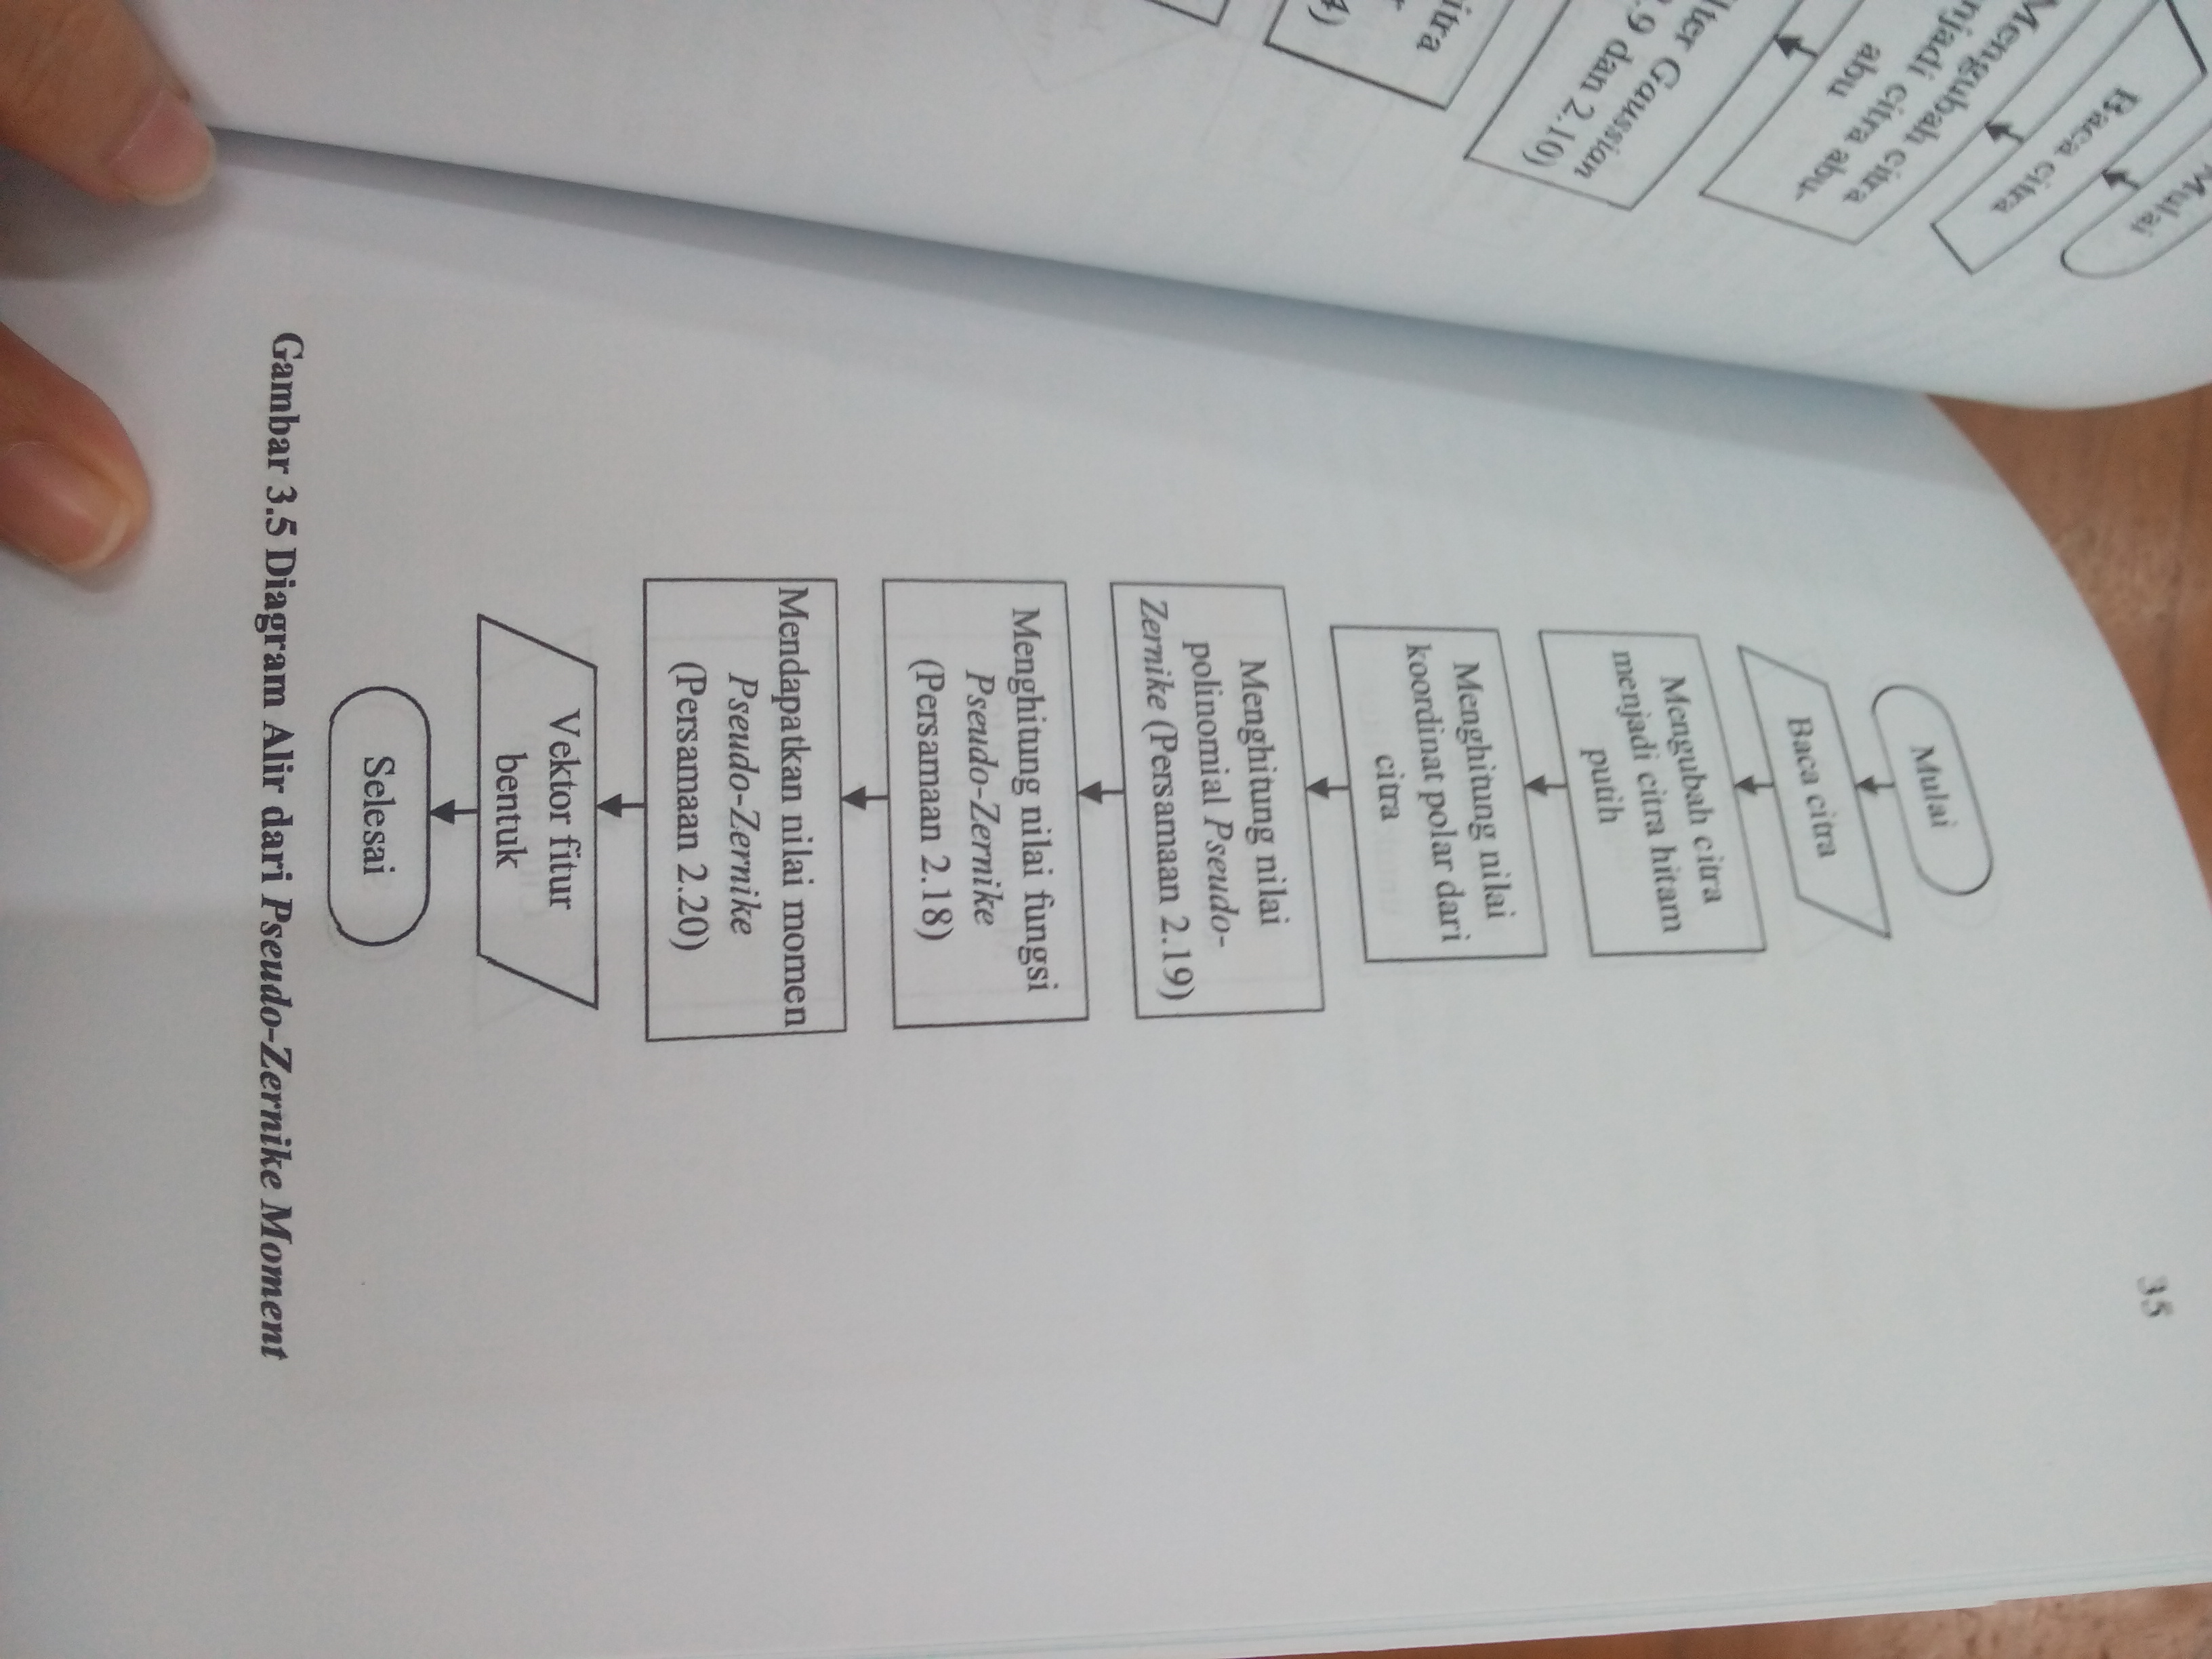 Mulai
Baca citra
Mengubah citra
njadi citra abu-
abu
lter Gaussian
.9 dan 2.10)
itra
4)
35
Mulai
Baca citra
Mengubah citra
menjadi citra hitam
putih
Menghitung nilai
koordinat polar dari
citra
Menghitung nilai
polinomial Pseudo-
Zernike (Persamaan 2.19)
Menghitung nilai fungsi
Pseudo-Zernike
(Persamaan 2.18)
Mendapatkan nilai momen
Pseudo-Zernike
(Persamaan 2.20)
Vektor fitur
bentuk
Selesai
Gambar 3.5 Diagram Alir dari Pseudo-Zernike Moment